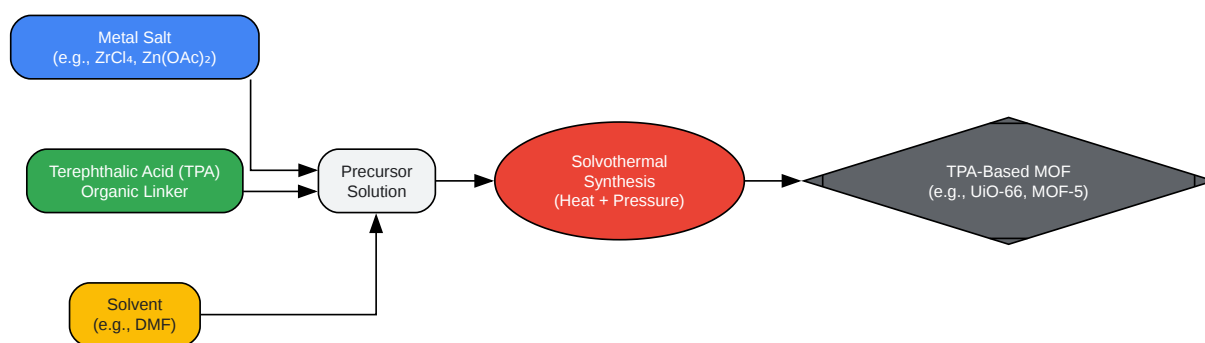 Metal Salt
(e.g., ZrCl₄, Zn(OAc)₂)
Terephthalic Acid (TPA)
Organic Linker
Precursor
Solution
Solvothermal
Synthesis
(Heat + Pressure)
TPA-Based MOF
(e.g., UiO-66, MOF-5)
Solvent
(e.g., DMF)